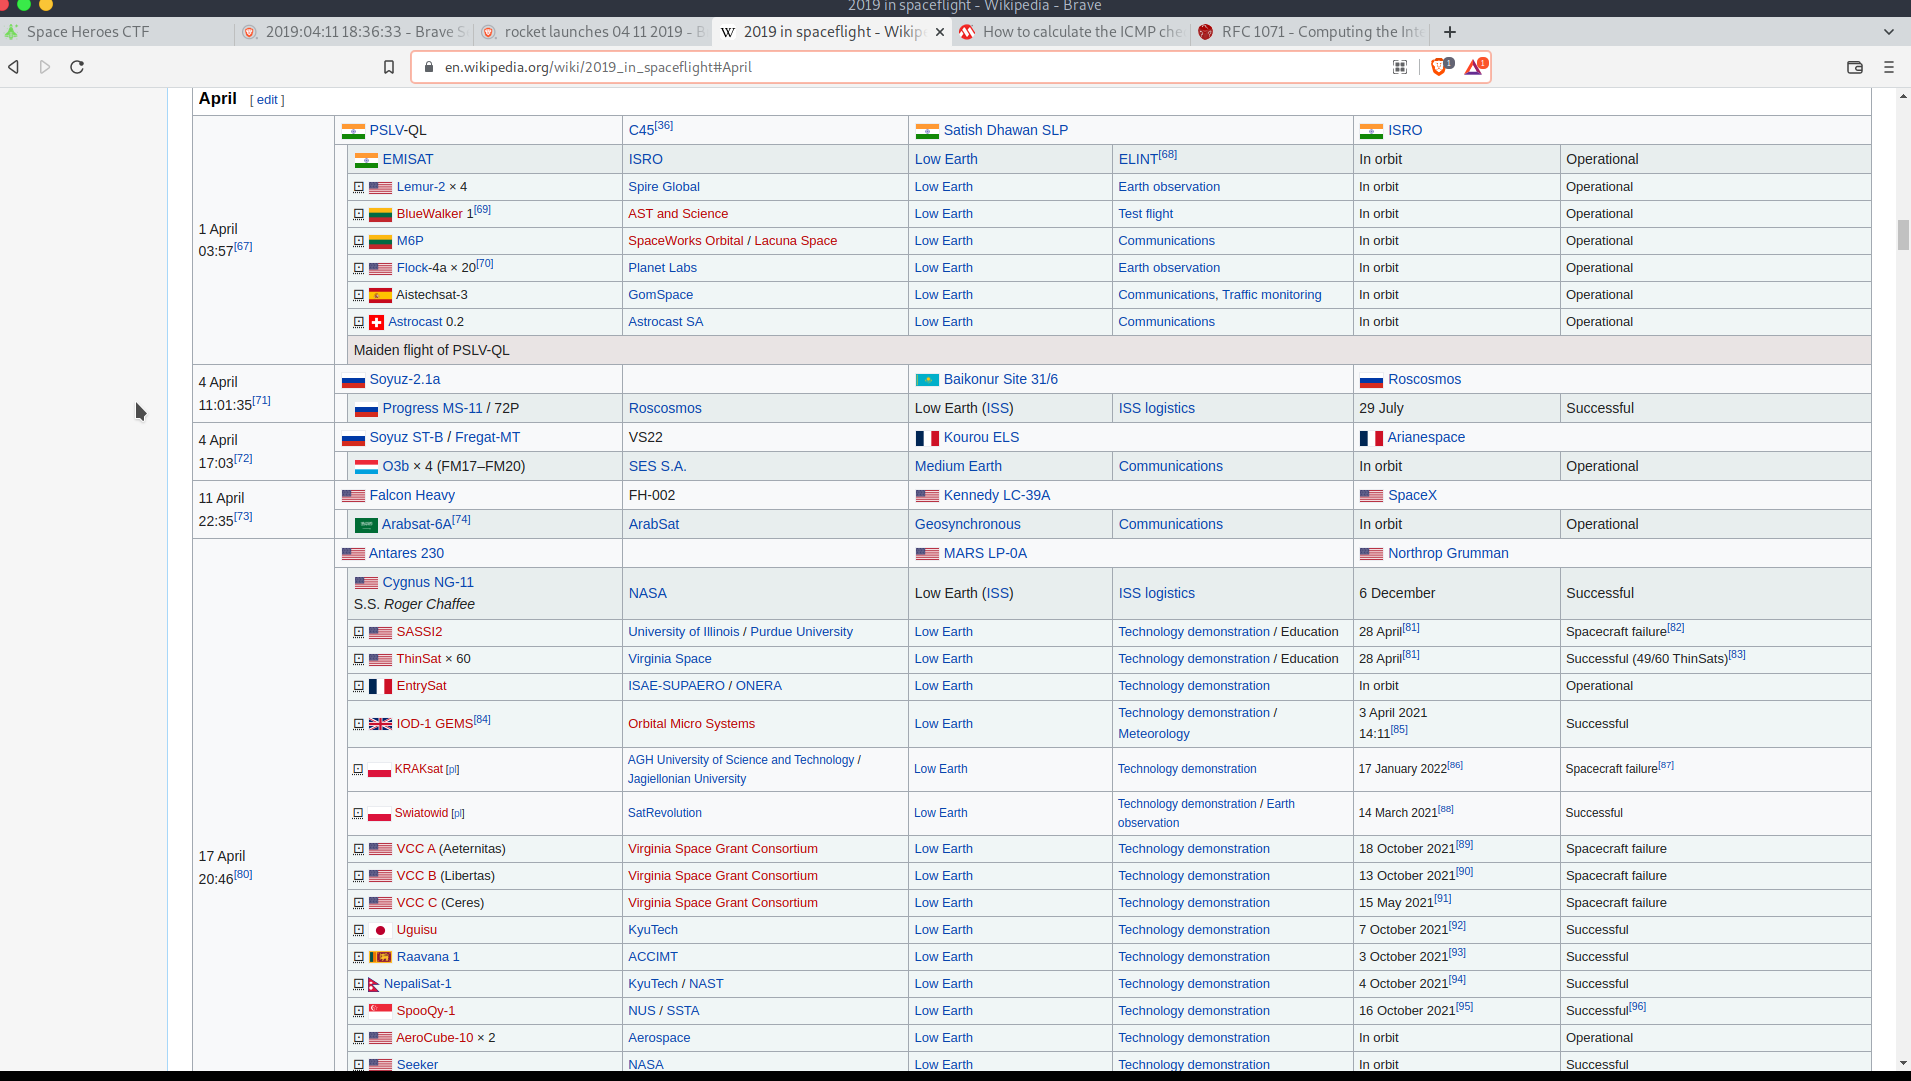 2019 in spaceflight - Wikipedia - Brave
Space Heroes CTF
2019:04:11 18:36:33 - Brave S
rocket launches 04 11 2019 - B
W 2019 in spaceflight - Wikip
How to calculate the ICMP che
RFC 1071 - Computing the Inte
en.wikipedia.org/wiki/2019_in_spaceflight#April
1
1
April [ edit ]
1 April
03:57[67]
PSLV-QL C45[36] Satish Dhawan SLP ISRO
EMISAT ISRO Low Earth ELINT[68] In orbit Operational
Lemur-2 × 4 Spire Global Low Earth Earth observation In orbit Operational
BlueWalker 1[69] AST and Science Low Earth Test flight In orbit Operational
M6P SpaceWorks Orbital / Lacuna Space Low Earth Communications In orbit Operational
Flock-4a × 20[70] Planet Labs Low Earth Earth observation In orbit Operational
Aistechsat-3 GomSpace Low Earth Communications, Traffic monitoring In orbit Operational
Astrocast 0.2 Astrocast SA Low Earth Communications In orbit Operational
Maiden flight of PSLV-QL
4 April
11:01:35[71]
Soyuz-2.1a Baikonur Site 31/6 Roscosmos
Progress MS-11 / 72P Roscosmos Low Earth (ISS) ISS logistics 29 July Successful
4 April
17:03[72]
Soyuz ST-B / Fregat-MT VS22 Kourou ELS Arianespace
O3b × 4 (FM17–FM20) SES S.A. Medium Earth Communications In orbit Operational
11 April
22:35[73]
Falcon Heavy FH-002 Kennedy LC-39A SpaceX
Arabsat-6A[74] ArabSat Geosynchronous Communications In orbit Operational
17 April
20:46[80]
Antares 230 MARS LP-0A Northrop Grumman
Cygnus NG-11
S.S. Roger Chaffee NASA Low Earth (ISS) ISS logistics 6 December Successful
SASSI2 University of Illinois / Purdue University Low Earth Technology demonstration / Education 28 April[81] Spacecraft failure[82]
ThinSat × 60 Virginia Space Low Earth Technology demonstration / Education 28 April[81] Successful (49/60 ThinSats)[83]
EntrySat ISAE-SUPAERO / ONERA Low Earth Technology demonstration In orbit Operational
IOD-1 GEMS[84] Orbital Micro Systems Low Earth Technology demonstration /
Meteorology 3 April 2021
14:11[85] Successful
KRAKsat [pl] AGH University of Science and Technology /
Jagiellonian University Low Earth Technology demonstration 17 January 2022[86] Spacecraft failure[87]
Swiatowid [pl] SatRevolution Low Earth Technology demonstration / Earth
observation 14 March 2021[88] Successful
VCC A (Aeternitas) Virginia Space Grant Consortium Low Earth Technology demonstration 18 October 2021[89] Spacecraft failure
VCC B (Libertas) Virginia Space Grant Consortium Low Earth Technology demonstration 13 October 2021[90] Spacecraft failure
VCC C (Ceres) Virginia Space Grant Consortium Low Earth Technology demonstration 15 May 2021[91] Spacecraft failure
Uguisu KyuTech Low Earth Technology demonstration 7 October 2021[92] Successful
Raavana 1 ACCIMT Low Earth Technology demonstration 3 October 2021[93] Successful
NepaliSat-1 KyuTech / NAST Low Earth Technology demonstration 4 October 2021[94] Successful
SpooQy-1 NUS / SSTA Low Earth Technology demonstration 16 October 2021[95] Successful[96]
AeroCube-10 × 2 Aerospace Low Earth Technology demonstration In orbit Operational
Seeker NASA Low Earth Technology demonstration In orbit Successful